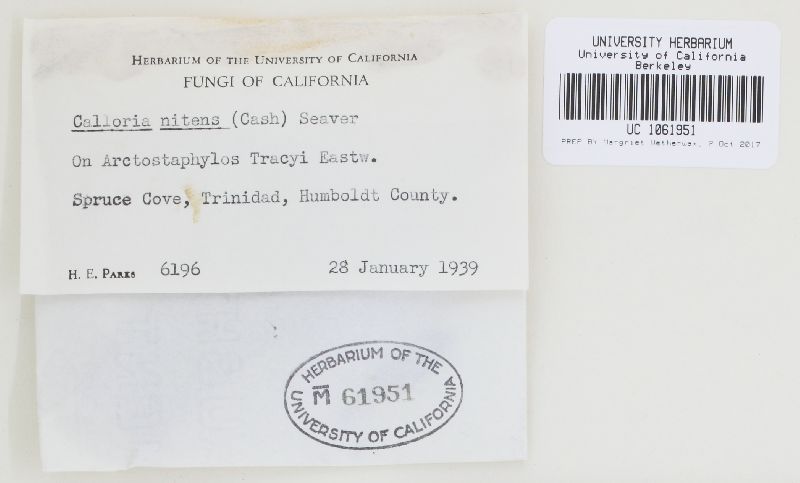 HERBARIUM OF THE UNIVERSITY OF CALIFORNIA
FUNGI OF CALIFORNIA
Calloria nitens (Cash) Seaver
On Arctostaphylos Tracyi Eastw.
Spruce Cove, Trinidad, Humboldt County.
H. E. PARKS 6196 28 January 1939
UNIVERSITY HERBARIUM
University of California
Berkeley
UC 1061951
PREP BY Margriet Wetherwax, 2 Oct 2017
HERBARIUM OF THE
M 61951
UNIVERSITY OF CALIFORNIA